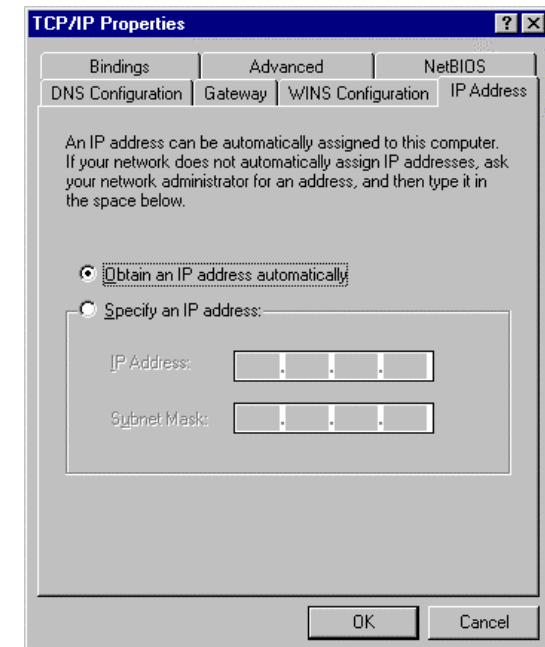 TCP/IP Properties
? X
Bindings Advanced NetBIOS
DNS Configuration Gateway WINS Configuration IP Address
An IP address can be automatically assigned to this computer.
If your network does not automatically assign IP addresses, ask
your network administrator for an address, and then type it in
the space below.
Obtain an IP address automatically
Specify an IP address:
IP Address:
. . .
Subnet Mask:
. . .
OK Cancel